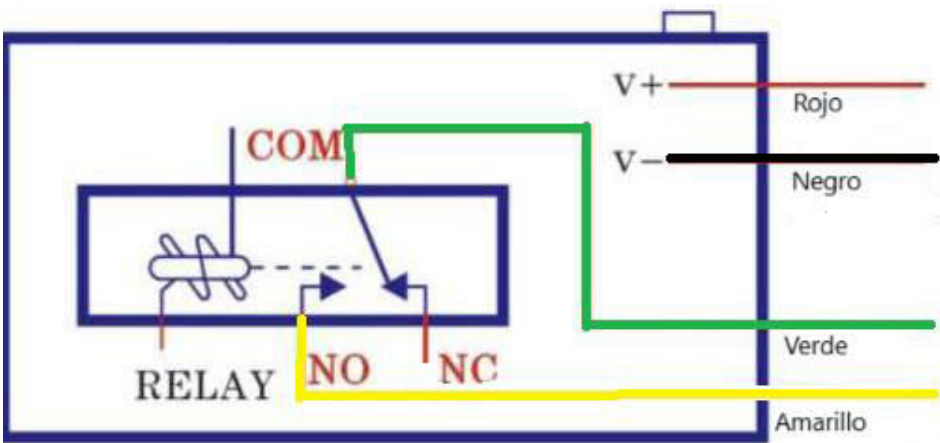 V+
Rojo
COM
V–
Negro
Verde
NO
NC
RELAY
Amarillo